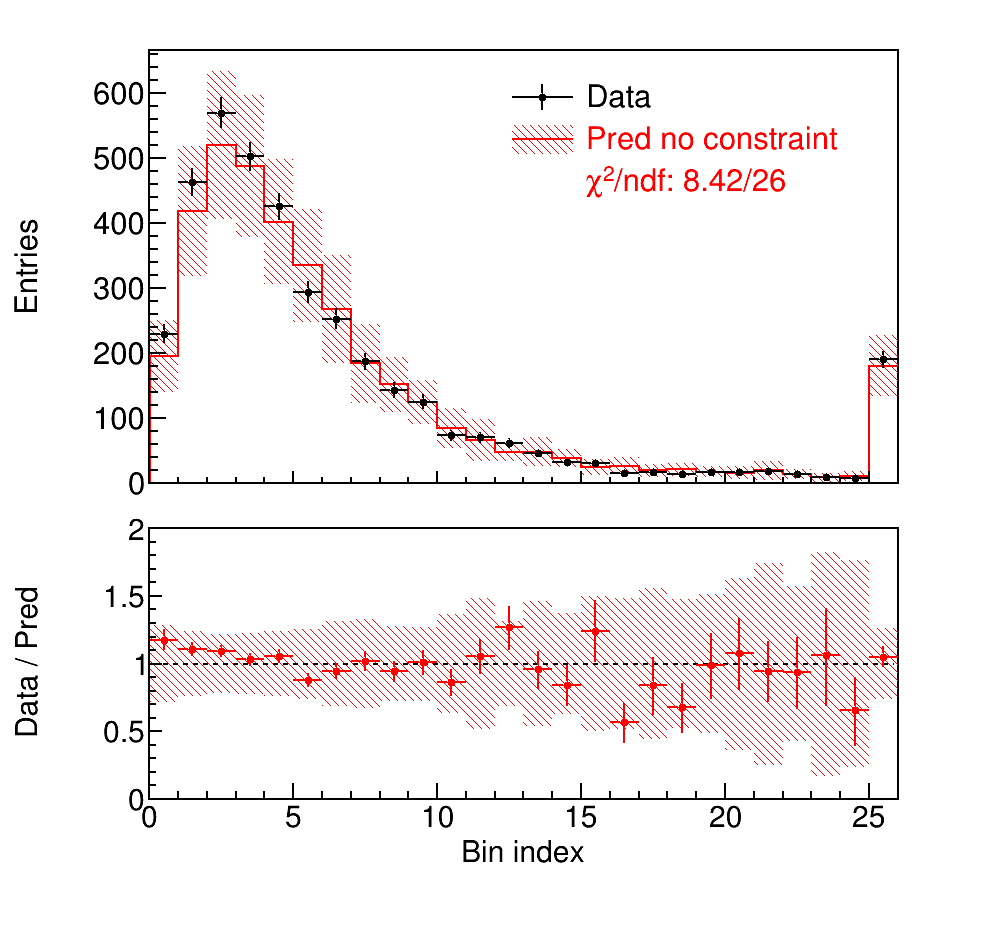 Entries
600
500
400
300
200
100
0
Data
Pred no constraint
χ²/ndf: 8.42/26
Data / Pred
2
1.5
1
0.5
0
0 5 10 15 20 25
Bin index